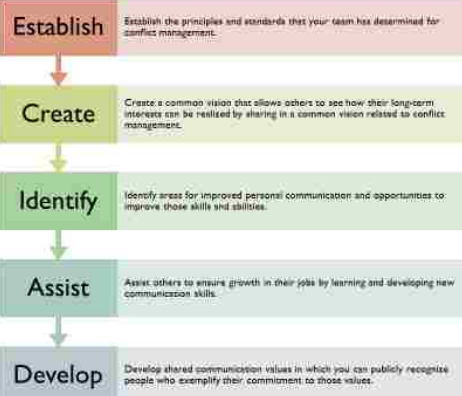 Establish
Establish the principles and standards that your team has determined for
conflict management.
Create
Create a common vision that allows others to see how their long-term
interests can be realized by sharing in a common vision related to conflict
management.
Identify
Identify areas for improved personal communication and opportunities to
improve those skills and abilities.
Assist
Assist others to ensure growth in their jobs by learning and developing new
communication skills.
Develop
Develop shared communication values in which you can publicly recognize
people who exemplify their commitment to those values.